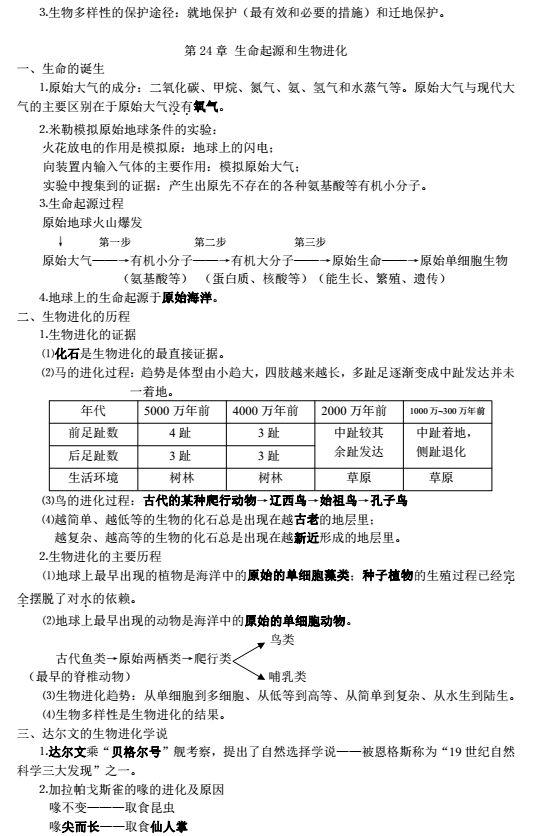 3.生物多样性的保护途径：就地保护（最有效和必要的措施）和迁地保护。
第 24 章 生命起源和生物进化
一、生命的诞生
1.原始大气的成分：二氧化碳、甲烷、氮气、氨、氢气和水蒸气等。原始大气与现代大
气的主要区别在于原始大气没有氧气。
2.米勒模拟原始地球条件的实验：
火花放电的作用是模拟原：地球上的闪电；
向装置内输入气体的主要作用：模拟原始大气；
实验中搜集到的证据：产生出原先不存在的各种氨基酸等有机小分子。
3.生命起源过程
原始地球火山爆发
↓ 第一步 第二步 第三步
原始大气——→有机小分子——→有机大分子——→原始生命——→原始单细胞生物
（氨基酸等）（蛋白质、核酸等）（能生长、繁殖、遗传）
4.地球上的生命起源于原始海洋。
二、生物进化的历程
1.生物进化的证据
⑴化石是生物进化的最直接证据。
⑵马的进化过程：趋势是体型由小趋大，四肢越来越长，多趾足逐渐变成中趾发达并未
一着地。
年代 5000 万年前 4000 万年前 2000 万年前 1000 万~300 万年前
前足趾数 4 趾 3 趾 中趾较其 中趾着地，
后足趾数 3 趾 3 趾 余趾发达 侧趾退化
生活环境 树林 树林 草原 草原
⑶鸟的进化过程：古代的某种爬行动物→辽西鸟→始祖鸟→孔子鸟
⑷越简单、越低等的生物的化石总是出现在越古老的地层里；
越复杂、越高等的生物的化石总是出现在越新近形成的地层里。
2.生物进化的主要历程
⑴地球上最早出现的植物是海洋中的原始的单细胞藻类；种子植物的生殖过程已经完
全摆脱了对水的依赖。
⑵地球上最早出现的动物是海洋中的原始的单细胞动物。
鸟类
古代鱼类→原始两栖类→爬行类
（最早的脊椎动物） 哺乳类
⑶生物进化趋势：从单细胞到多细胞、从低等到高等、从简单到复杂、从水生到陆生。
⑷生物多样性是生物进化的结果。
三、达尔文的生物进化学说
1.达尔文乘“贝格尔号”舰考察，提出了自然选择学说——被恩格斯称为“19 世纪自然
科学三大发现”之一。
2.加拉帕戈斯雀的喙的进化及原因
喙不变———取食昆虫
喙尖而长——取食仙人掌